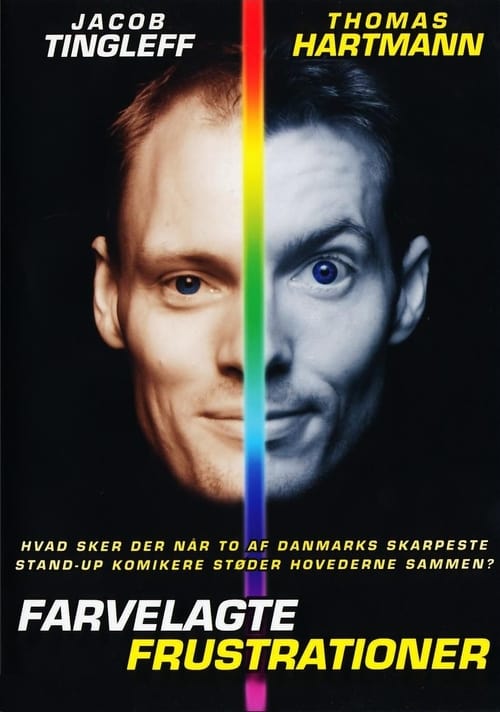 JACOB
TINGLEFF
THOMAS
HARTMANN
HVAD SKER DER NÅR TO AF DANMARKS SKARPESTE
STAND-UP KOMIKERE STØDER HOVEDERNE SAMMEN?
FARVELAGTE
FRUSTRATIONER